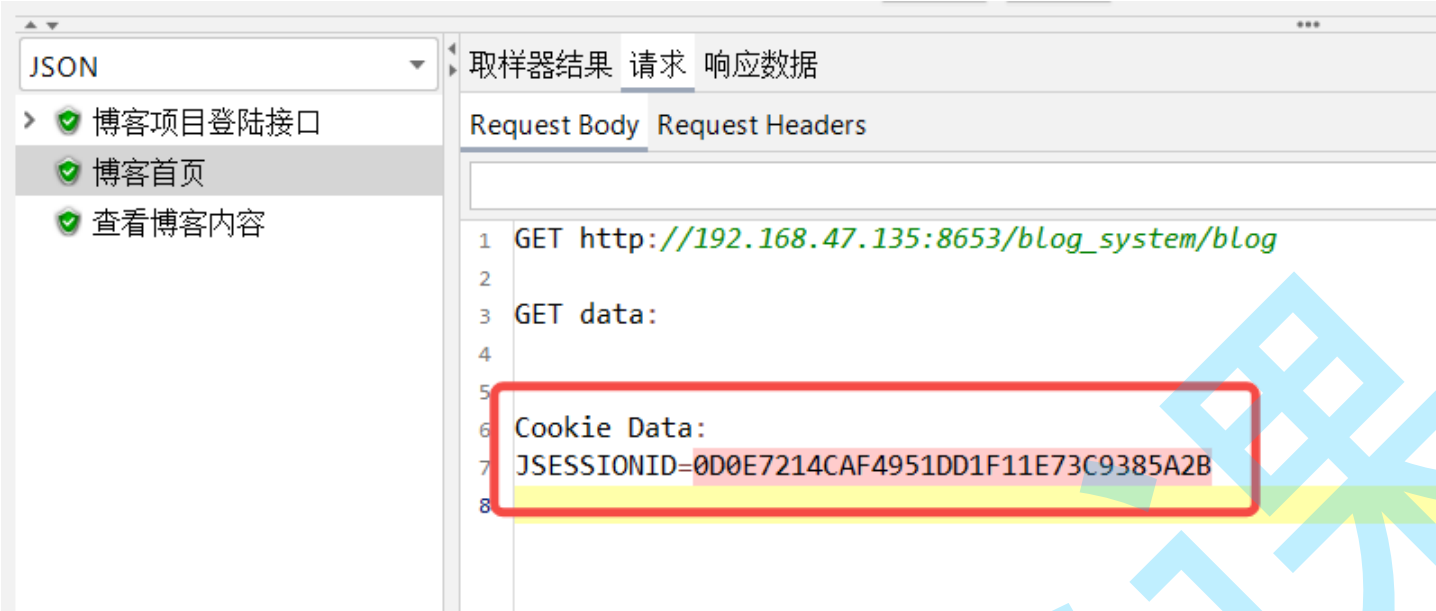 JSON
取样器结果 请求 响应数据
博客项目登陆接口
博客首页
查看博客内容
Request Body Request Headers
1 GET http://192.168.47.135:8653/blog_system/blog
2
3 GET data:
4
5
6 Cookie Data:
7 JSESSIONID=0D0E7214CAF4951DD1F11E73C9385A2B
8